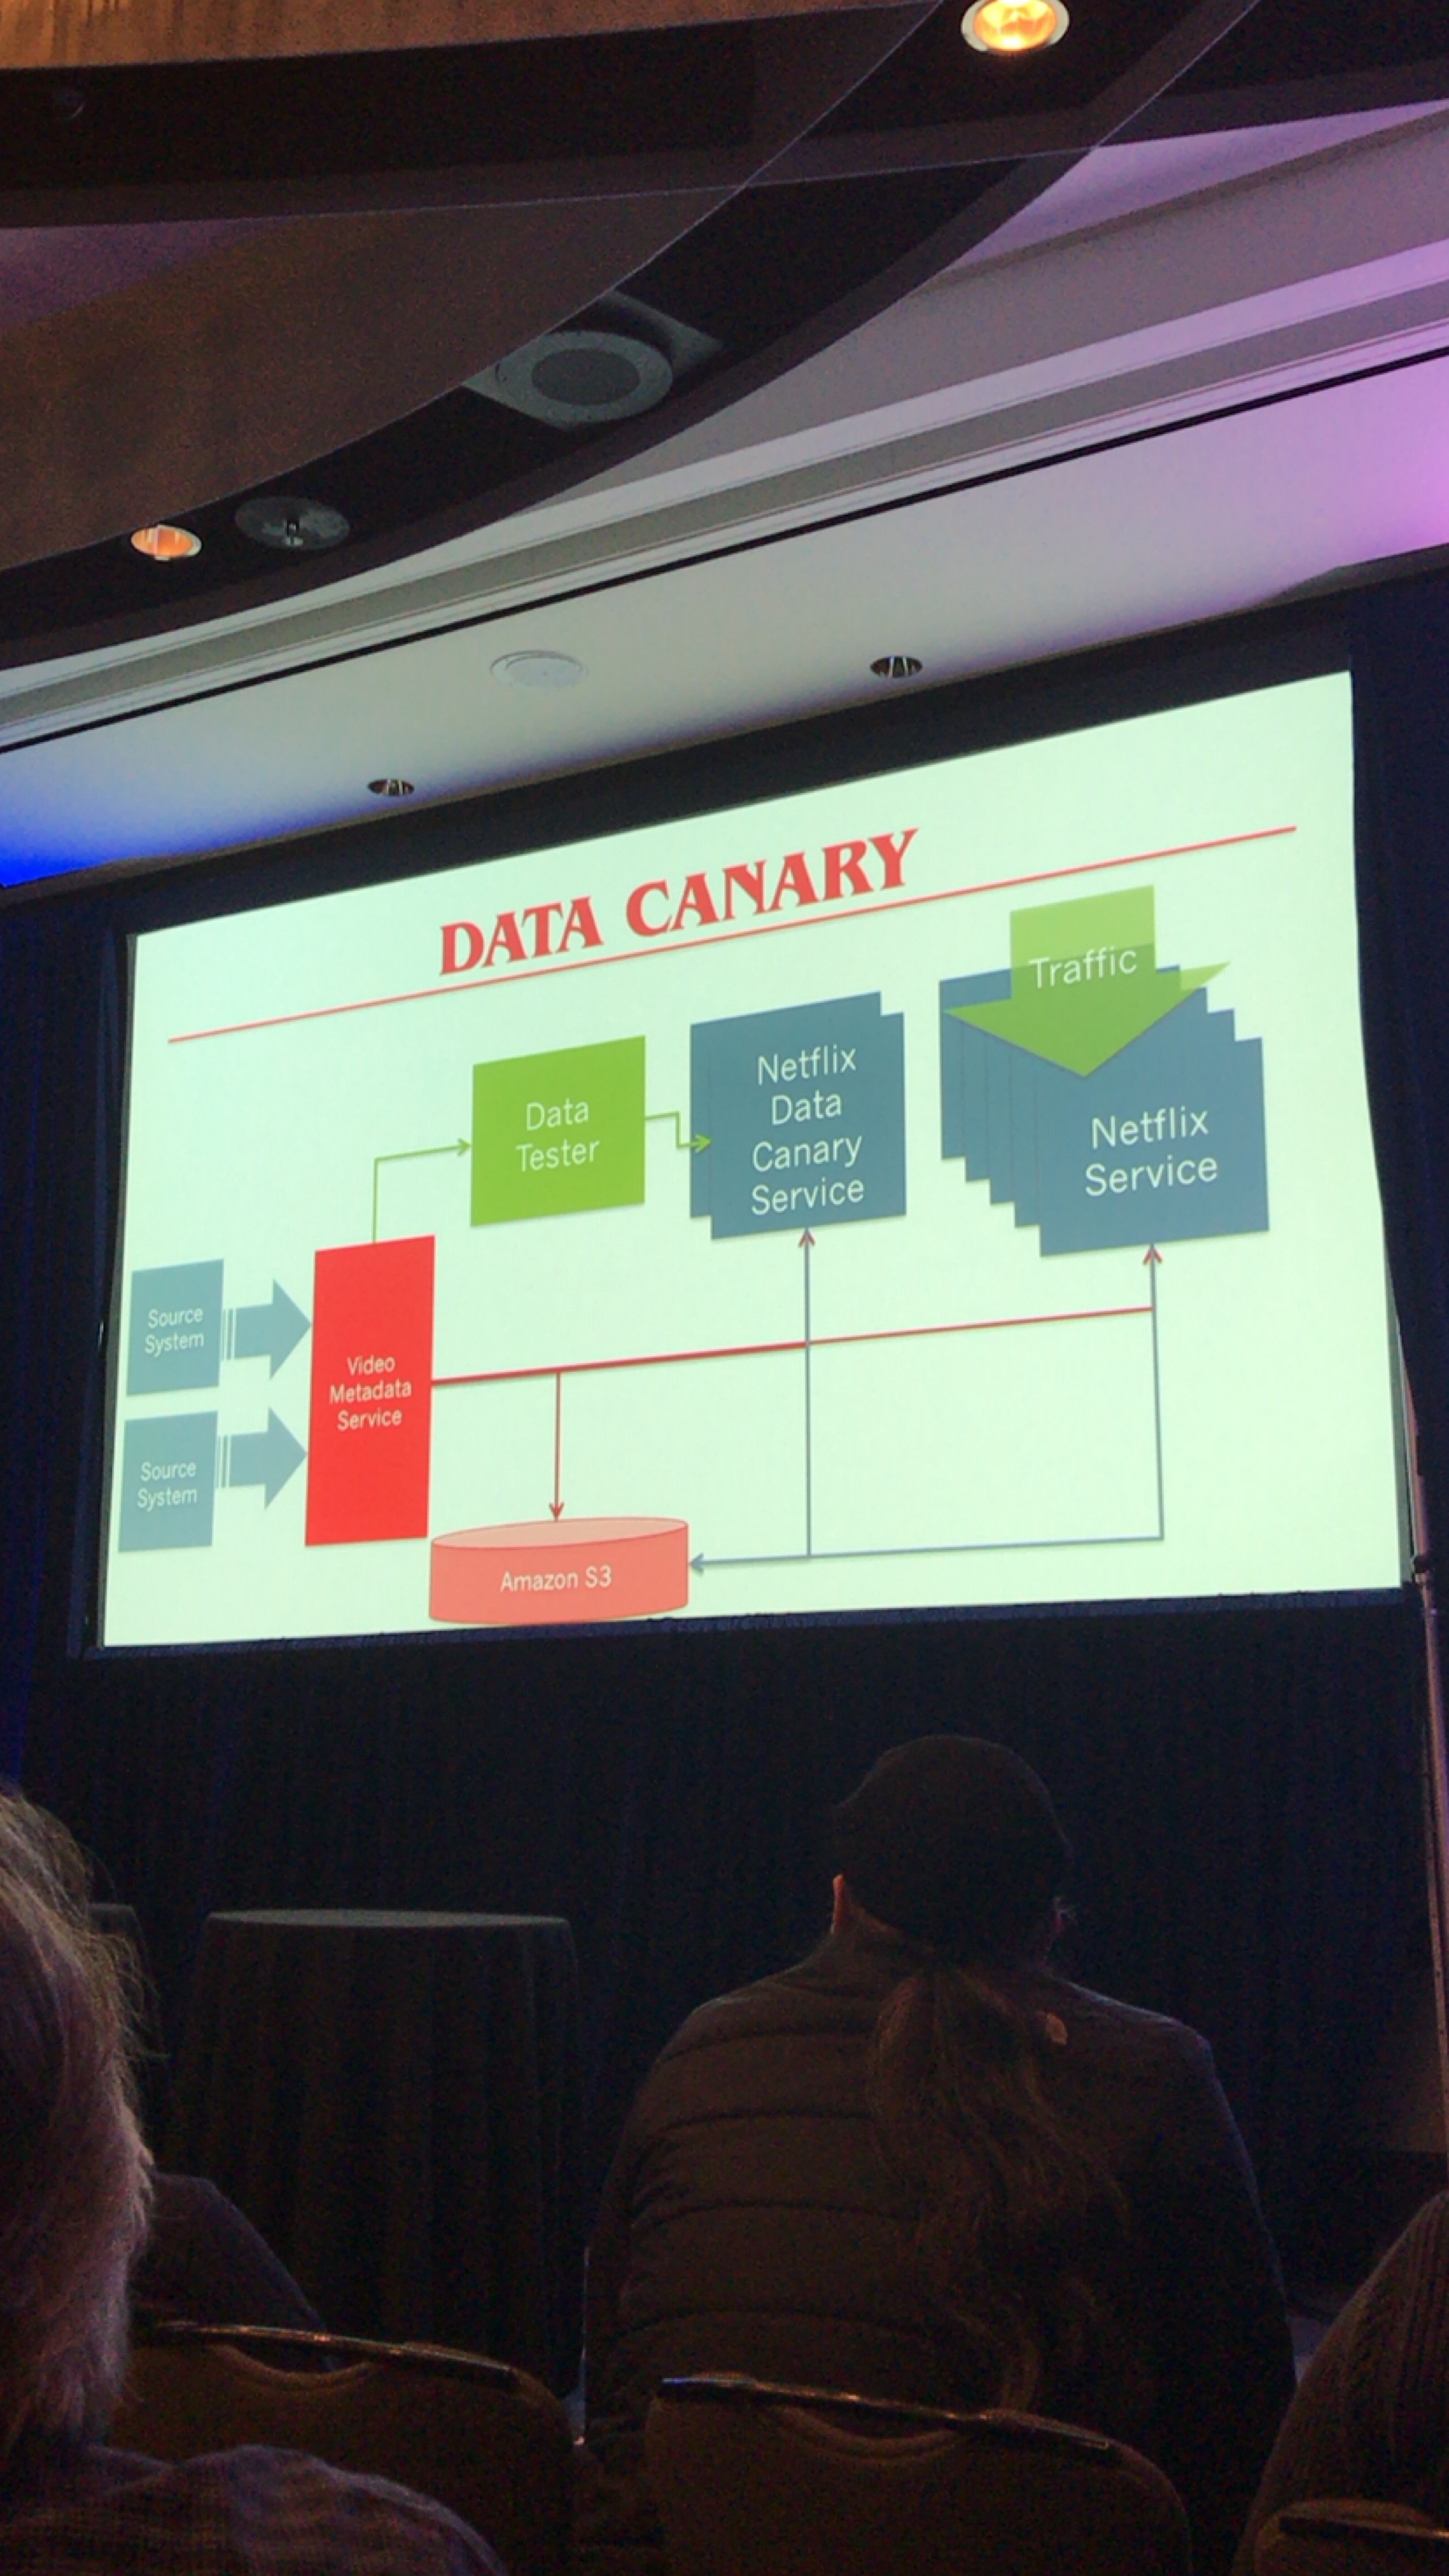 DATA CANARY
Traffic
Netflix
Data
Canary
Service
Data
Tester
Netflix
Service
Source
System
Video
Metadata
Service
Source
System
Amazon S3